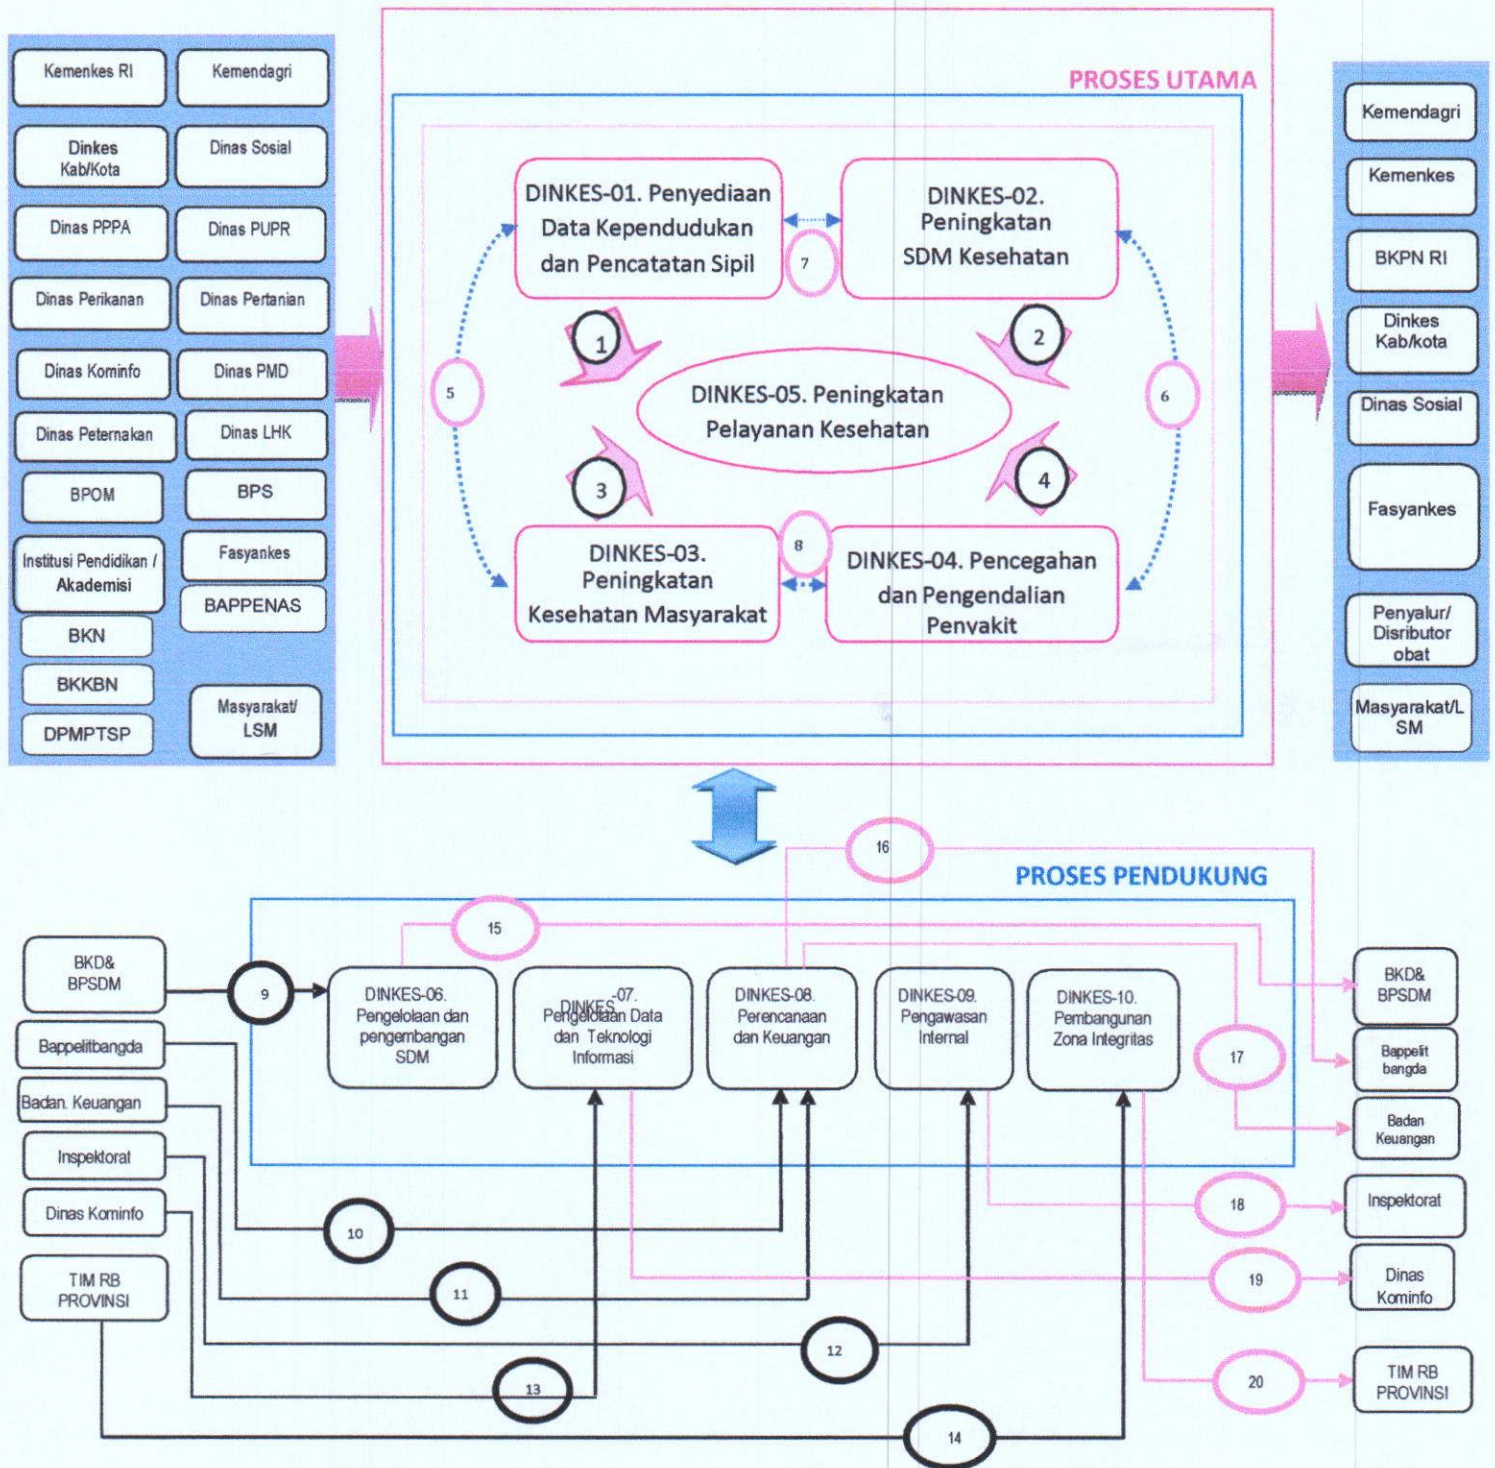 Kemenkes RI
Kemendagri
Dinkes
Kab/Kota
Dinas Sosial
Dinas PPPA
Dinas PUPR
Dinas Perikanan
Dinas Pertanian
Dinas Kominfo
Dinas PMD
Dinas Peternakan
Dinas LHK
BPOM
BPS
Institusi Pendidikan /
Akademisi
Fasyankes
BAPPENAS
BKN
BKKBN
DPMPTSP
Masyarakat/
LSM
PROSES UTAMA
DINKES-01. Penyediaan
Data Kependudukan
dan Pencatatan Sipil
7
DINKES-02.
Peningkatan
SDM Kesehatan
1
2
5
DINKES-05. Peningkatan
Pelayanan Kesehatan
6
3
4
DINKES-03.
Peningkatan
Kesehatan Masyarakat
8
DINKES-04. Pencegahan
dan Pengendalian
Penvakit
Kemendagri
Kemenkes
BKPN RI
Dinkes
Kab/kota
Dinas Sosial
Fasyankes
Penyalur/
Disributor
obat
Masyarakat/L
SM
16
PROSES PENDUKUNG
15
BKD&
BPSDM
9
DINKES-06.
Pengelolaan dan
pengembangan
SDM
DINKES-07.
Pengelolaan Data
dan Teknologi
Informasi
DINKES-08.
Perencanaan
dan Keuangan
DINKES-09.
Pengawasan
Internal
DINKES-10.
Pembangunan
Zona Integritas
BKD&
BPSDM
Bappelitbangda
17
Bappelit
bangda
Badan. Keuangan
Badan
Keuangan
Inspektorat
18
Inspektorat
Dinas Kominfo
10
TIM RB
PROVINSI
11
19
Dinas
Kominfo
12
13
20
TIM RB
PROVINSI
14